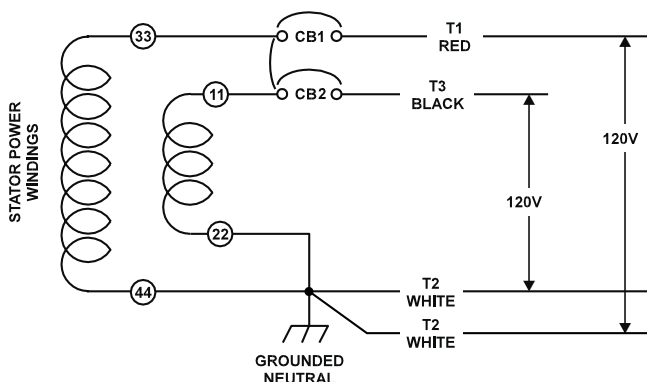 33
CB1
T1
RED
11
CB2
T3
BLACK
STATOR POWER
WINDINGS
120V
120V
22
44
T2
WHITE
T2
WHITE
GROUNDED
NEUTRAL